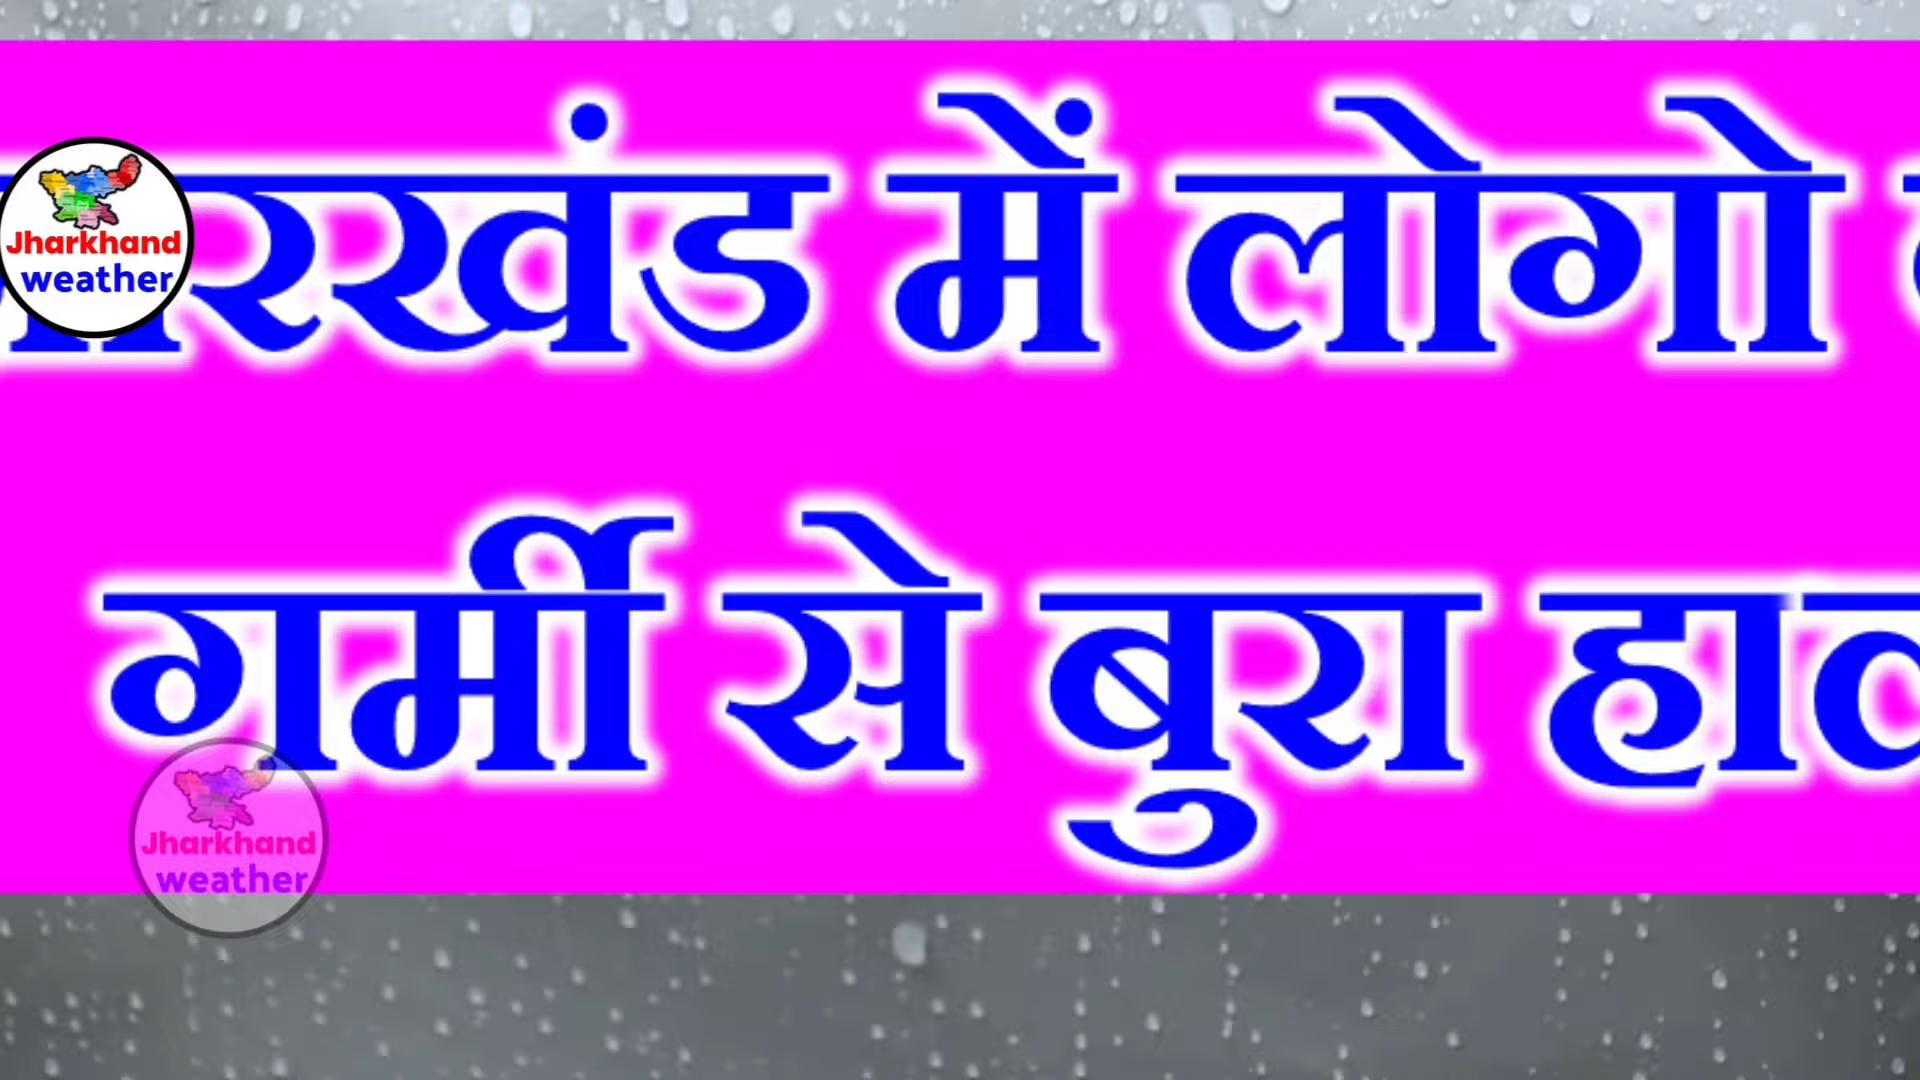 झारखंड में लोगो
गर्मी से बुरा हाल
Jharkhand
weather
Jharkhand
weather